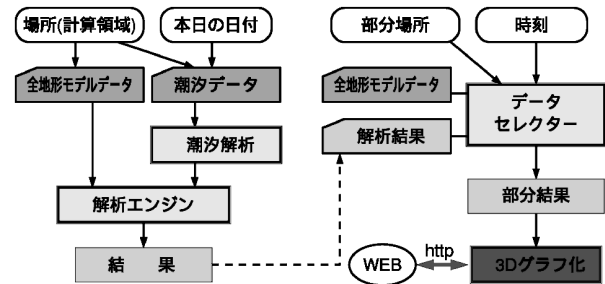 場所(計算領域)
本日の日付
全地形モデルデータ
潮汐データ
潮汐解析
解析エンジン
結 果
部分場所
時刻
全地形モデルデータ
解析結果
データ
セレクター
部分結果
WEB
http
3Dグラフ化